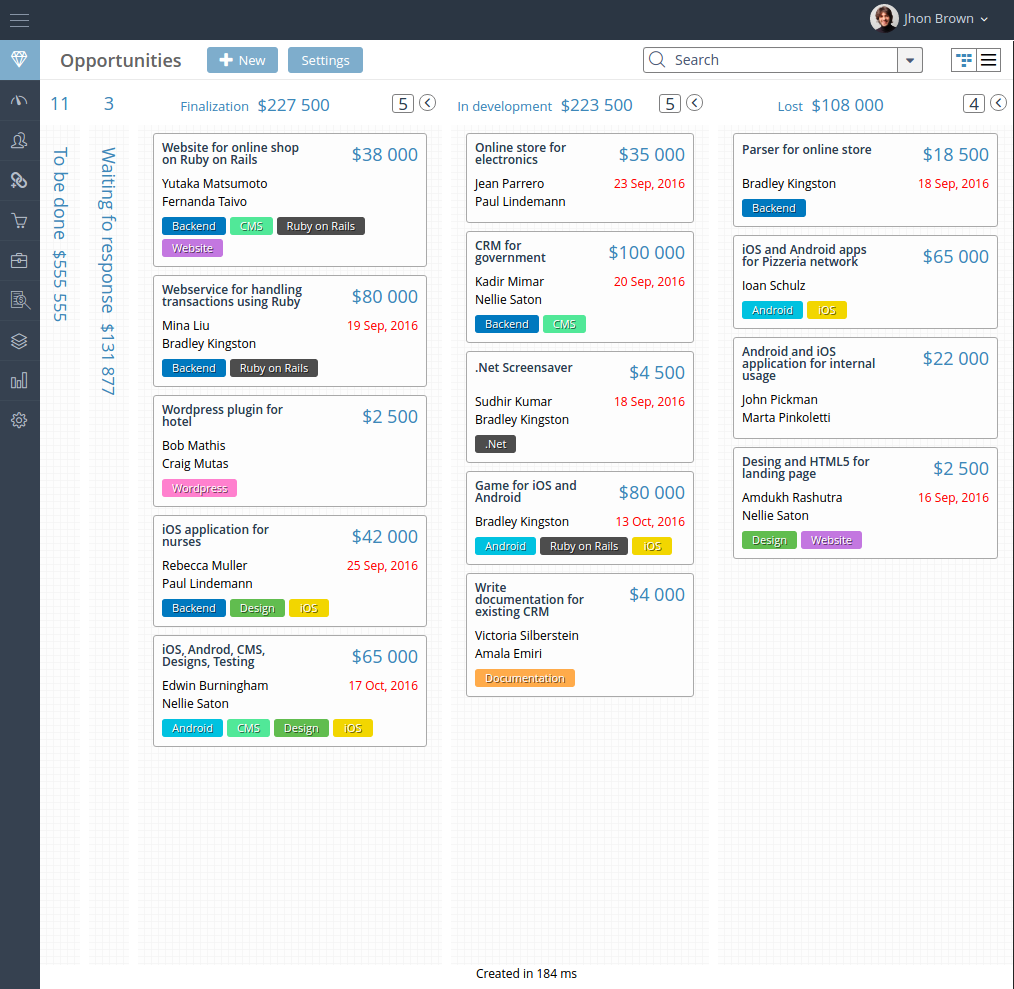 Jhon Brown
Opportunities
New
Settings
Search
11
To be done $555 555
3
Waiting fo response $131 877
Finalization $227 500
5
Website for online shop
on Ruby on Rails
$38 000
Yutaka Matsumoto
Fernanda Taivo
Backend CMS Ruby on Rails
Website
Webservice for handling
transactions using Ruby
$80 000
Mina Liu 19 Sep, 2016
Bradley Kingston
Backend Ruby on Rails
Wordpress plugin for
hotel
$2 500
Bob Mathis
Craig Mutas
Wordpress
iOS application for
nurses
$42 000
Rebecca Muller 25 Sep, 2016
Paul Lindemann
Backend Design iOS
iOS, Androd, CMS,
Designs, Testing
$65 000
Edwin Burningham 17 Oct, 2016
Nellie Saton
Android CMS Design iOS
In development $223 500
5
Online store for
electronics
$35 000
Jean Parrero 23 Sep, 2016
Paul Lindemann
CRM for
government
$100 000
Kadir Mimar 20 Sep, 2016
Nellie Saton
Backend CMS
.Net Screensaver
$4 500
Sudhir Kumar 18 Sep, 2016
Bradley Kingston
.Net
Game for iOS and
Android
$80 000
Bradley Kingston 13 Oct, 2016
Android Ruby on Rails iOS
Write
documentation for
existing CRM
$4 000
Victoria Silberstein
Amala Emiri
Documentation
Lost $108 000
4
Parser for online store
$18 500
Bradley Kingston 18 Sep, 2016
Backend
iOS and Android apps
for Pizzeria network
$65 000
Ioan Schulz
Android iOS
Android and iOS
application for internal
usage
$22 000
John Pickman
Marta Pinkoletti
Desing and HTML5 for
landing page
$2 500
Amdukh Rashutra 16 Sep, 2016
Nellie Saton
Design Website
Created in 184 ms